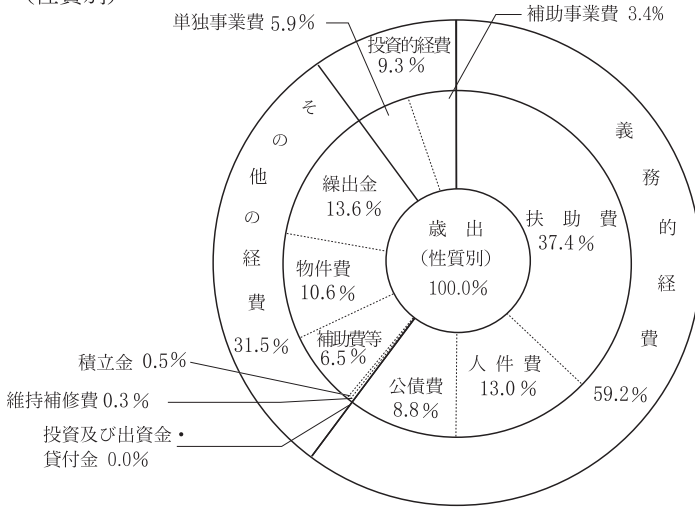 (性質別)
単独事業費 5.9%
補助事業費 3.4%
投資的経費
9.3%
義務的経費
59.2%
その他の経費
31.5%
扶助費
37.4%
人件費
13.0%
公債費
8.8%
繰出金
13.6%
物件費
10.6%
補助費等
6.5%
歳出
(性質別)
100.0%
積立金 0.5%
維持補修費 0.3%
投資及び出資金・
貸付金 0.0%